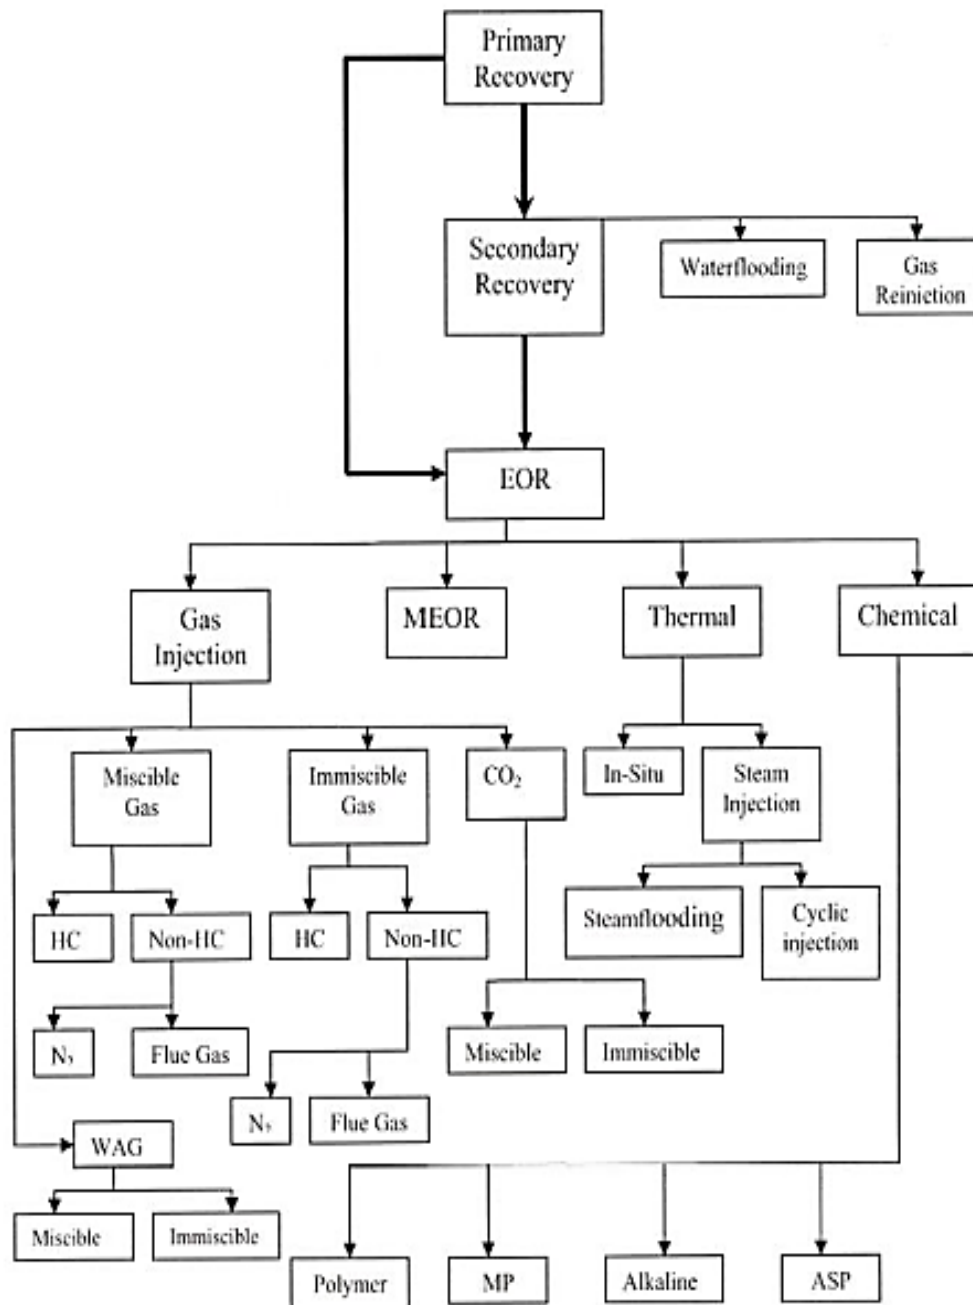 Primary
Recovery
Secondary
Recovery
Waterflooding
Gas
Reiniction
EOR
Gas
Injection
MEOR
Thermal
Chemical
Miscible
Gas
Immiscible
Gas
CO₂
In-Situ
Steam
Injection
HC
Non-HC
HC
Non-HC
Steamflooding
Cyclic
injection
N₂
Flue Gas
Miscible
Immiscible
N₂
Flue Gas
WAG
Miscible
Immiscible
Polymer
MP
Alkaline
ASP